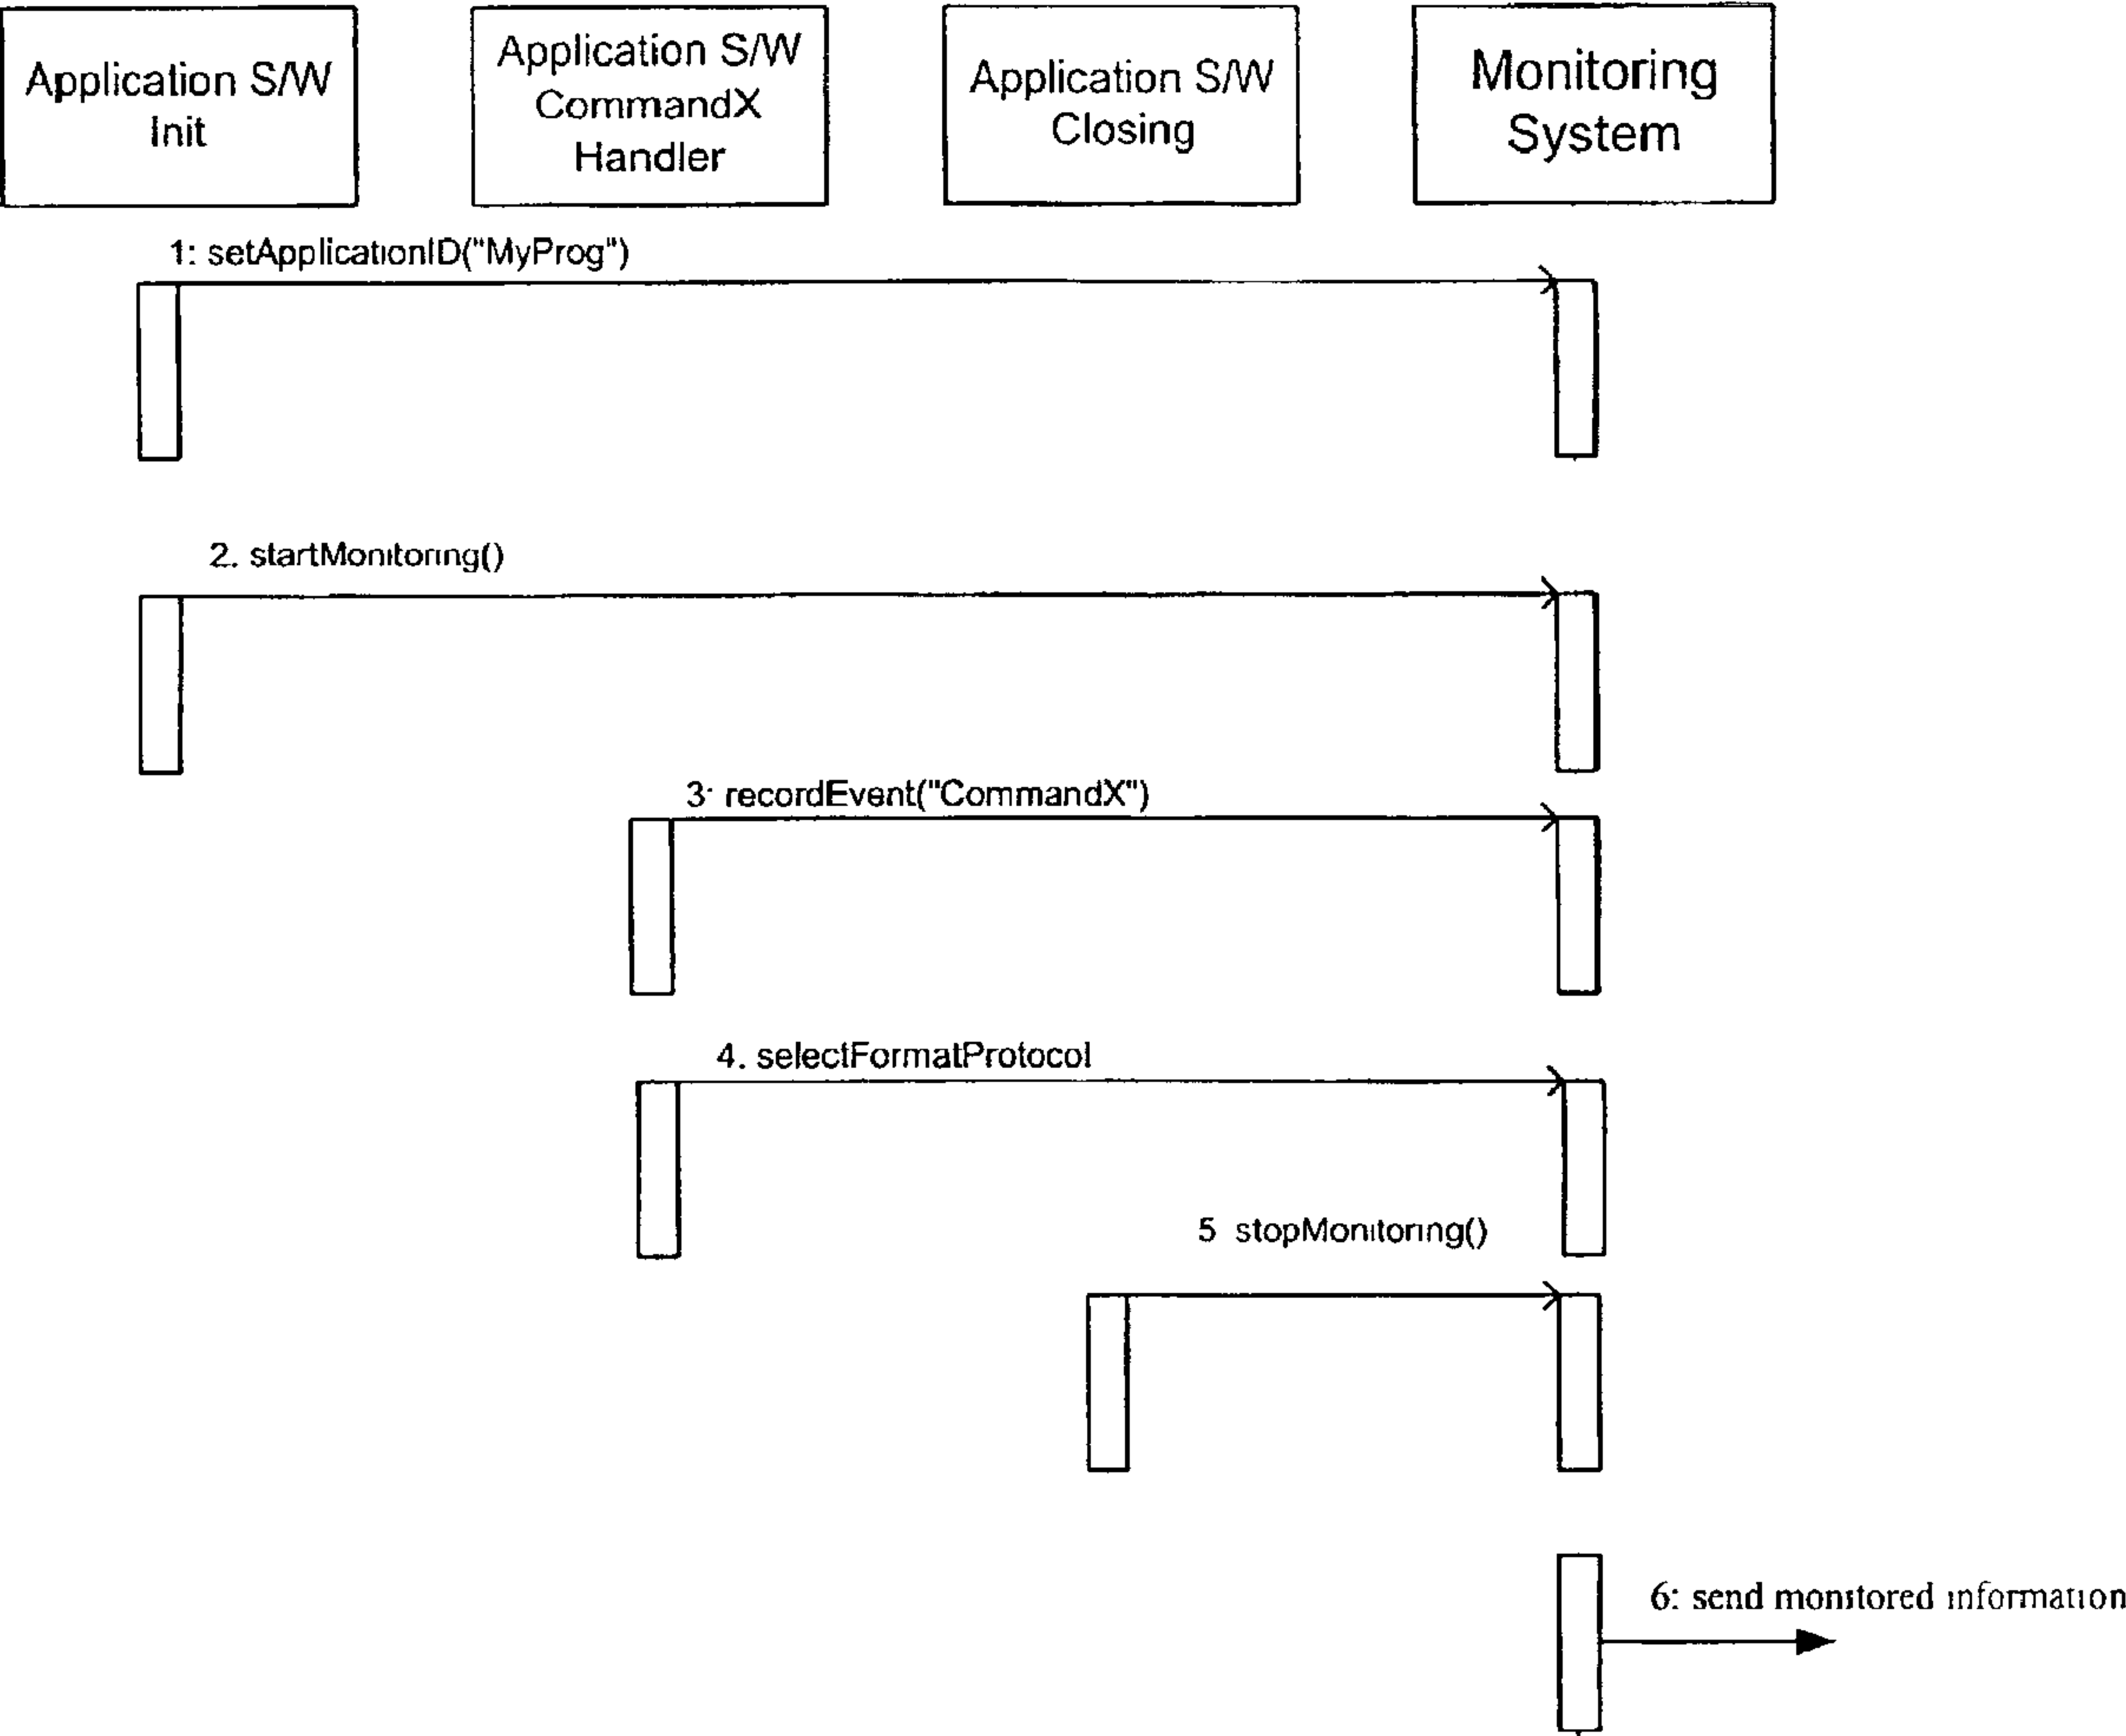 Application S/W
Init
Application S/W
CommandX
Handler
Application S/W
Closing
Monitoring
System
1: setApplicationID("MyProg")
2. startMonitoring()
3: recordEvent("CommandX")
4. selectFormatProtocol
5 stopMonitoring()
6: send monitored information